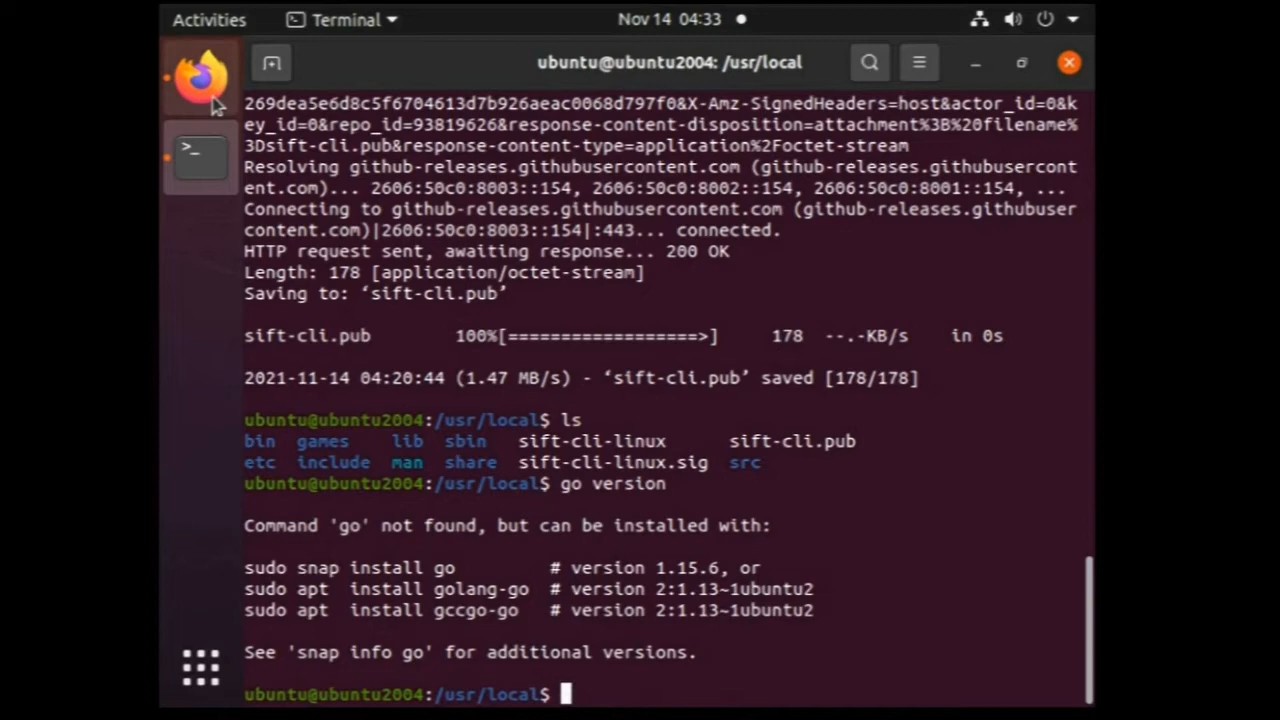 Activities
Terminal
Nov 14 04:33
ubuntu@ubuntu2004: /usr/local
269dea5e6d8c5f6704613d7b926aeac0068d797f0&X-Amz-SignedHeaders=host&actor_id=0&k
ey_id=0&repo_id=93819626&response-content-disposition=attachment%3B%20filename%
3Dsift-cli.pub&response-content-type=application%2Foctet-stream
Resolving github-releases.githubusercontent.com (github-releases.githubusercont
ent.com)... 2606:50c0:8003::154, 2606:50c0:8002::154, 2606:50c0:8001::154, ...
Connecting to github-releases.githubusercontent.com (github-releases.githubuser
content.com)|2606:50c0:8003::154|:443... connected.
HTTP request sent, awaiting response... 200 OK
Length: 178 [application/octet-stream]
Saving to: ‘sift-cli.pub’
sift-cli.pub 100%[==================>] 178 --.-KB/s in 0s
2021-11-14 04:20:44 (1.47 MB/s) - ‘sift-cli.pub’ saved [178/178]
ubuntu@ubuntu2004:/usr/local$ ls
bin games lib sbin sift-cli-linux sift-cli.pub
etc include man share sift-cli-linux.sig src
ubuntu@ubuntu2004:/usr/local$ go version
Command 'go' not found, but can be installed with:
sudo snap install go # version 1.15.6, or
sudo apt install golang-go # version 2:1.13~1ubuntu2
sudo apt install gccgo-go # version 2:1.13~1ubuntu2
See 'snap info go' for additional versions.
ubuntu@ubuntu2004:/usr/local$